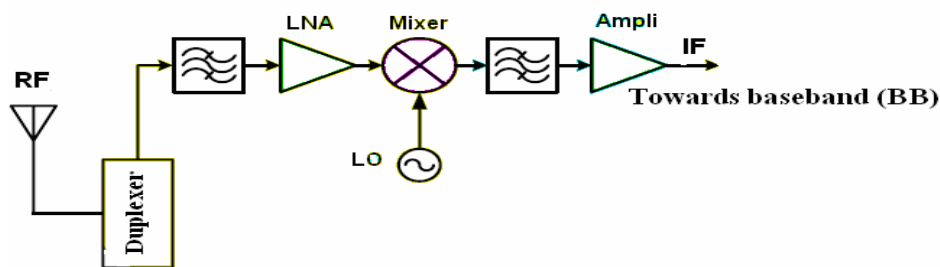 LNA
Mixer
Ampli
RF
IF
Towards baseband (BB)
LO
Duplexer